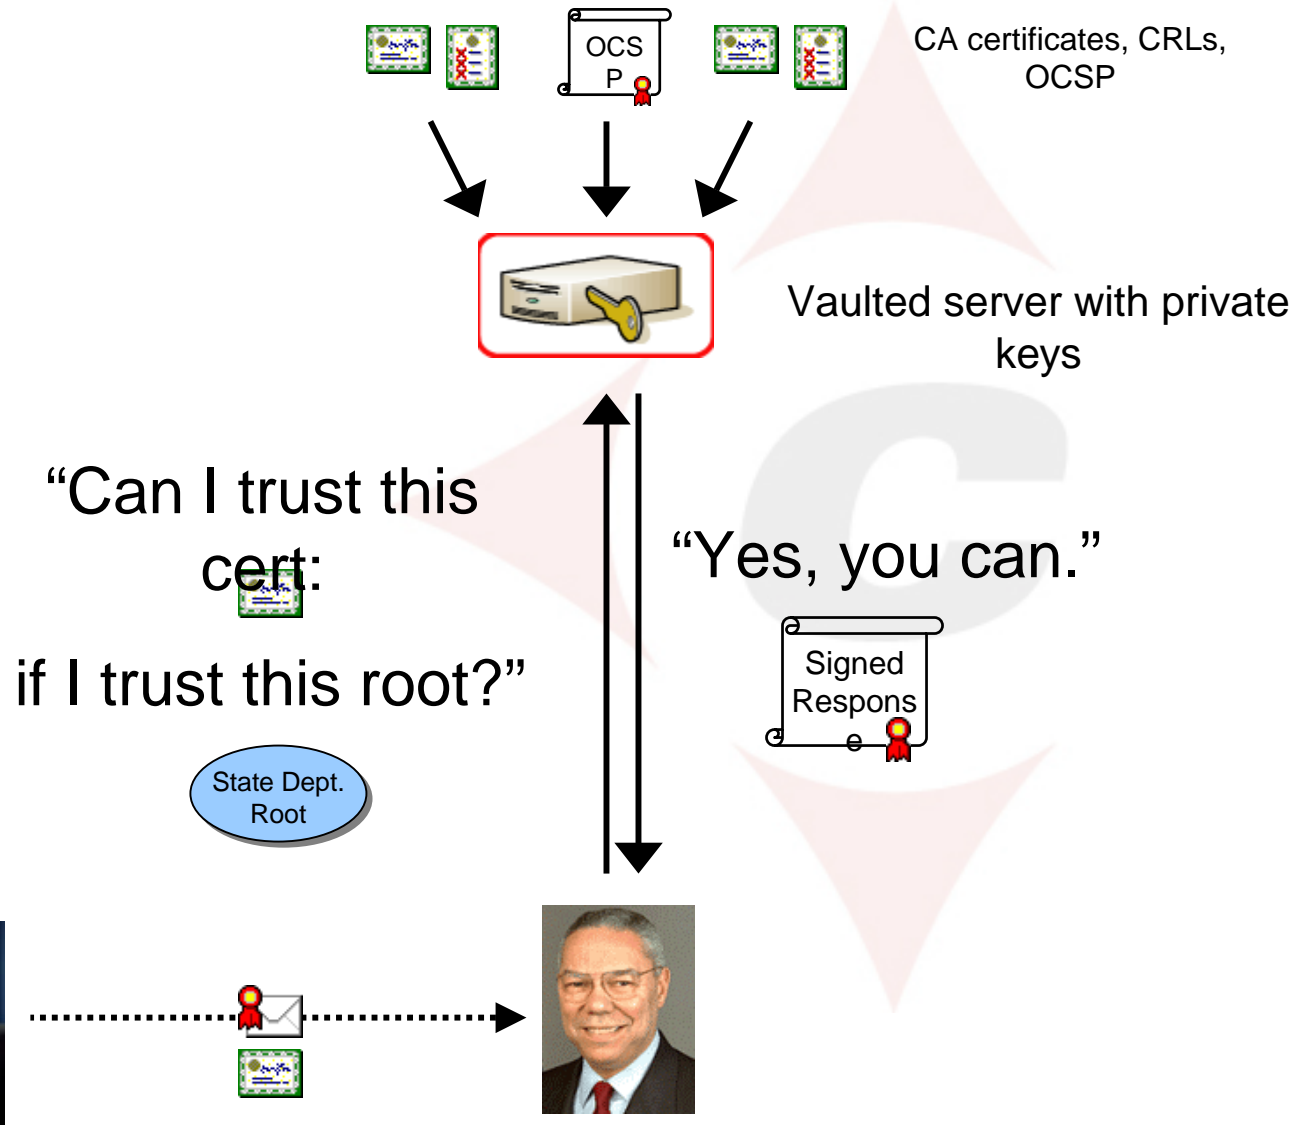 OCS
P
CA certificates, CRLs,
OCSP
Vaulted server with private
keys
“Can I trust this
cert:
“Yes, you can.”
if I trust this root?”
Signed
Respons
e
State Dept.
Root